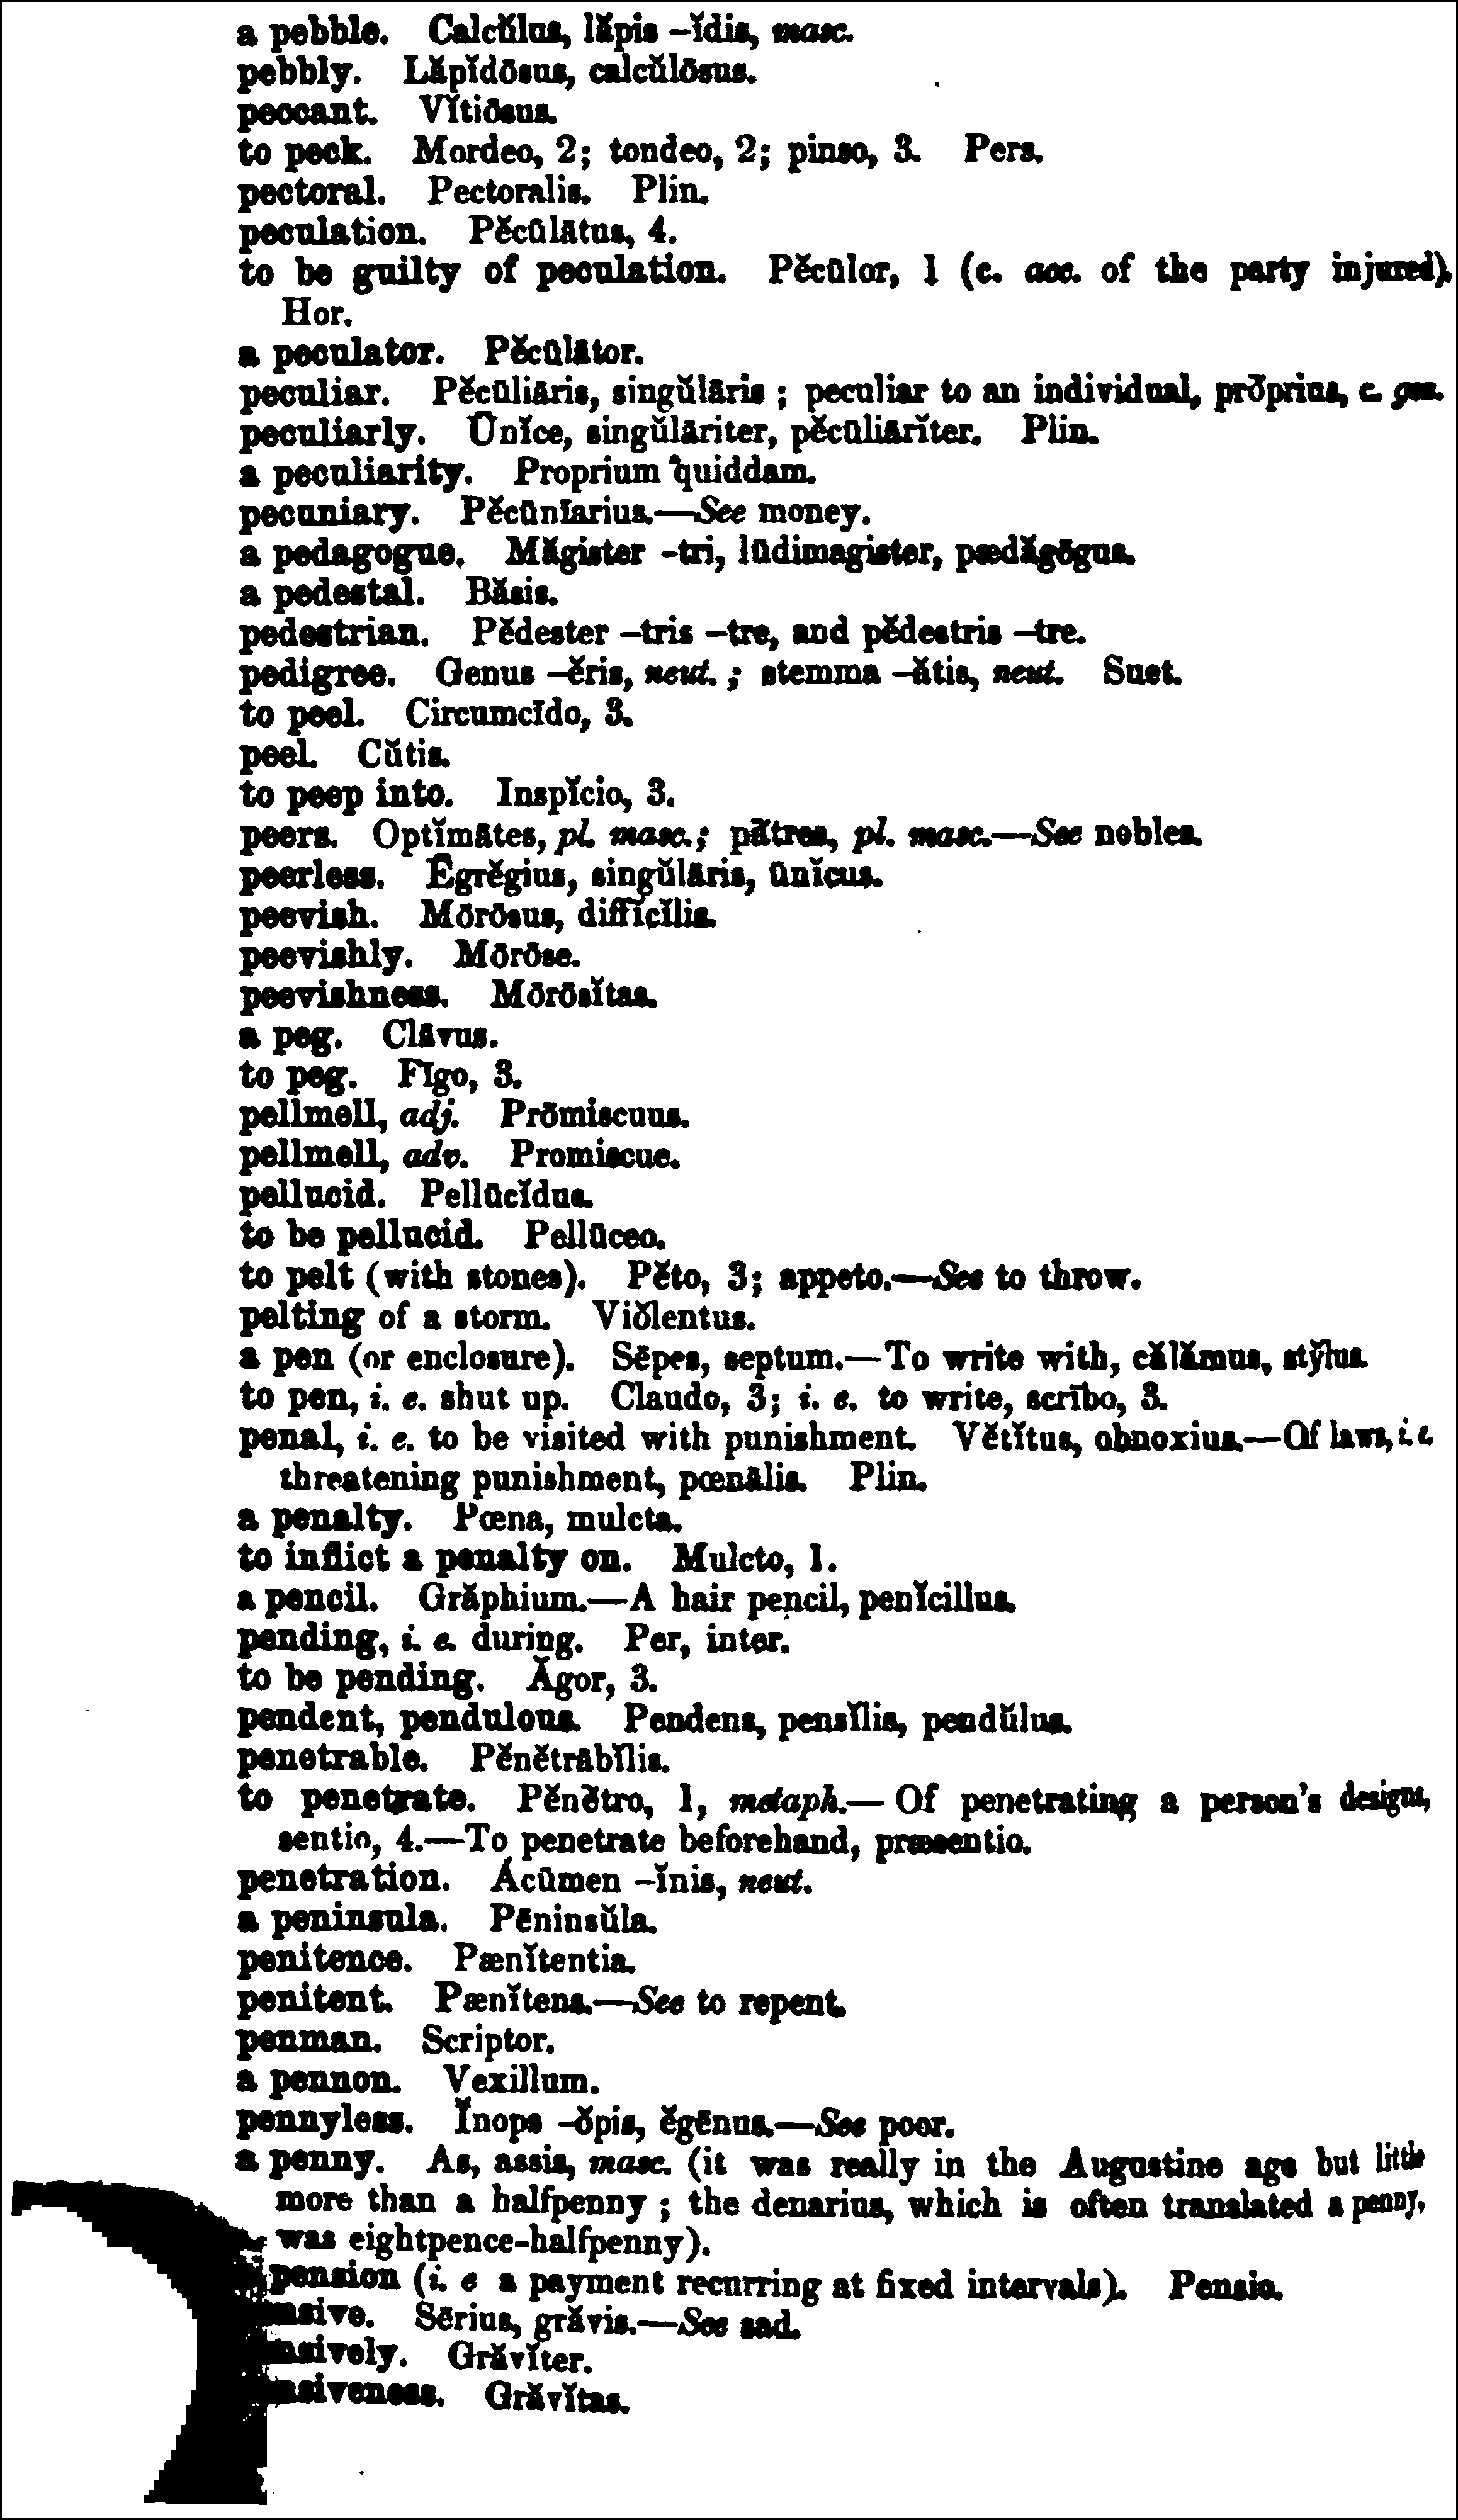 a pebble. Calcŭlus, lăpis –ĭdis, masc.
pebbly. Lăpĭdōsus, calcŭlōsus.
peccant. Vĭtiōsus.
to peck. Mordeo, 2; tondeo, 2; pinso, 3. Pers.
pectoral. Pectoralis. Plin.
peculation. Pĕcūlātus, 4.
to be guilty of peculation. Pĕcūlor, 1 (c. acc. of the party injured).
Hor.
a peculator. Pĕcūlātor.
peculiar. Pĕcūliāris, singŭlāris; peculiar to an individual, prŏprius, c. gen.
peculiarly. Ūnĭce, singŭlāriter, pĕcūliārĭter. Plin.
a peculiarity. Proprium quiddam.
pecuniary. Pĕcūnīarius.—See money.
a pedagogue. Măgister –tri, lūdimagister, pædăgōgus.
a pedestal. Băsis.
pedestrian. Pĕdester –tris –tre, and pĕdestris –tre.
pedigree. Genus –ĕris, neut.; stemma –ătis, neut. Suet.
to peel. Circumcīdo, 3.
peel. Cŭtis.
to peep into. Inspĭcio, 3.
peers. Optĭmātes, pl. masc.; pătres, pl. masc.—See nobles.
peerless. Ēgrĕgius, singŭlāris, ūnĭcus.
peevish. Mōrōsus, diffĭcĭlis.
peevishly. Mōrōse.
peevishness. Mōrōsĭtas.
a peg. Clāvus.
to peg. Fīgo, 3.
pellmell, adj. Prōmiscuus.
pellmell, adv. Promiscue.
pellucid. Pellūcĭdus.
to be pellucid. Pellūceo.
to pelt (with stones). Pĕto, 3; appeto.—See to throw.
pelting of a storm. Viŏlentus.
a pen (or enclosure). Sēpes, septum.—To write with, călămus, stўlus.
to pen, i. e. shut up. Claudo, 3; i. e. to write, scrībo, 3.
penal, i. e. to be visited with punishment. Vĕtĭtus, obnoxius.—Of laws, i. e.
threatening punishment, pœnālis. Plin.
a penalty. Pœna, mulcta.
to inflict a penalty on. Mulcto, 1.
a pencil. Grăphium.—A hair pencil, penĭcillus.
pending, i. e. during. Per, inter.
to be pending. Ăgor, 3.
pendent, pendulous. Pendens, pensĭlis, pendŭlus.
penetrable. Pĕnĕtrābĭlis.
to penetrate. Pĕnĕtro, 1, metaph.— Of penetrating a person's designs,
sentio, 4.—To penetrate beforehand, præsentio.
penetration. Ăcūmen –ĭnis, neut.
a peninsula. Pēninsŭla.
penitence. Pænĭtentia.
penitent. Pænĭtens.—See to repent.
penman. Scriptor.
a pennon. Vexillum.
pennyless. Ĭnops –ŏpis, ĕgēnus.—See poor.
a penny. As, assis, masc. (it was really in the Augustine age but little
more than a halfpenny; the denarius, which is often translated a penny,
was eightpence-halfpenny).
pension (i. e a payment recurring at fixed intervals). Pensio.
nsive. Sērius, grăvis.—See sad.
nsively. Grăvĭter.
nsiveness. Grăvĭtas.